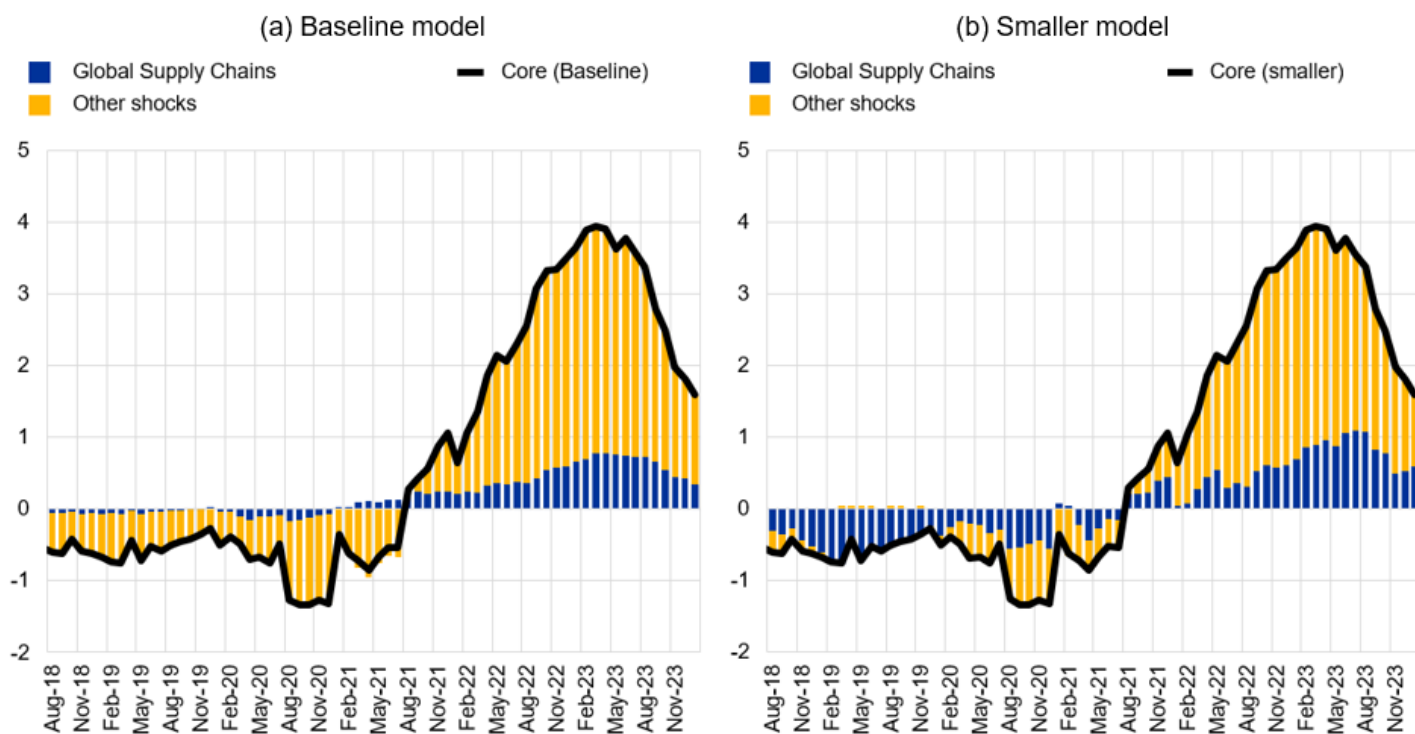 (a) Baseline model
Global Supply Chains
Core (Baseline)
Other shocks
5
4
3
2
1
0
-1
-2
Aug-18
Nov-18
Feb-19
May-19
Aug-19
Nov-19
Feb-20
May-20
Aug-20
Nov-20
Feb-21
May-21
Aug-21
Nov-21
Feb-22
May-22
Aug-22
Nov-22
Feb-23
May-23
Aug-23
Nov-23
(b) Smaller model
Global Supply Chains
Core (smaller)
Other shocks
5
4
3
2
1
0
-1
-2
Aug-18
Nov-18
Feb-19
May-19
Aug-19
Nov-19
Feb-20
May-20
Aug-20
Nov-20
Feb-21
May-21
Aug-21
Nov-21
Feb-22
May-22
Aug-22
Nov-22
Feb-23
May-23
Aug-23
Nov-23